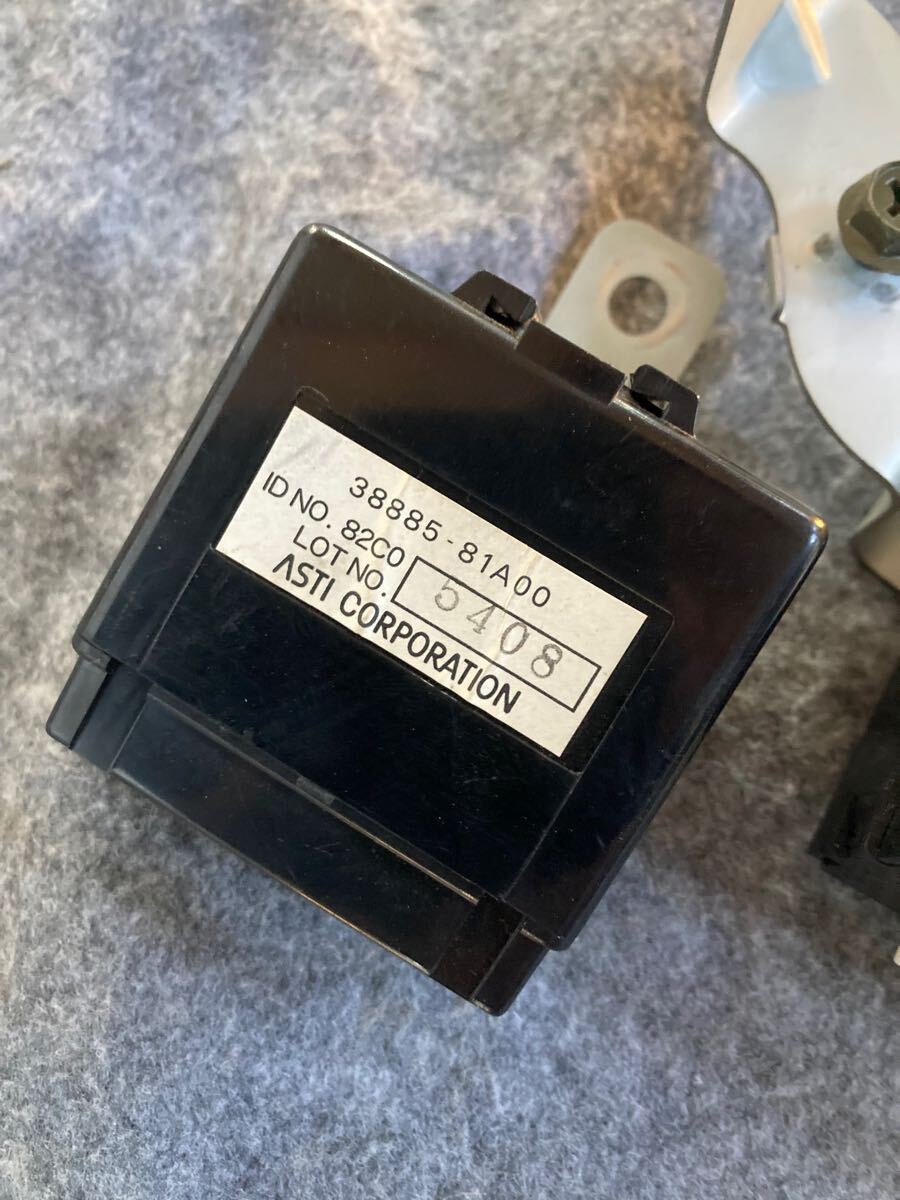 38885-81A00
ID NO. 82C0
LOT NO. 5408
ASTI CORPORATION